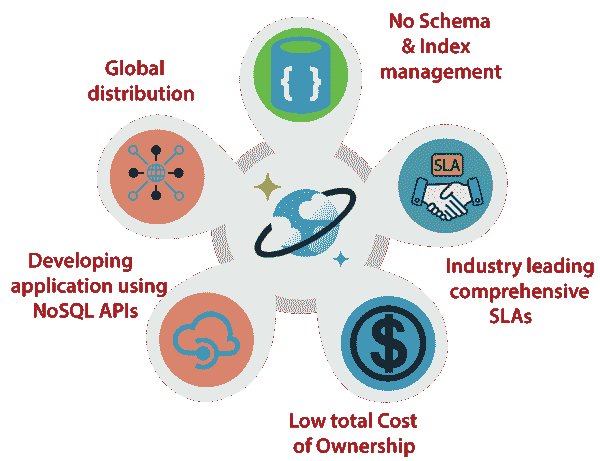 No Schema
& Index
management
Global
distribution
{ }
SLA
Developing
application using
NoSQL APIs
Industry leading
comprehensive
SLAs
$
Low total Cost
of Ownership